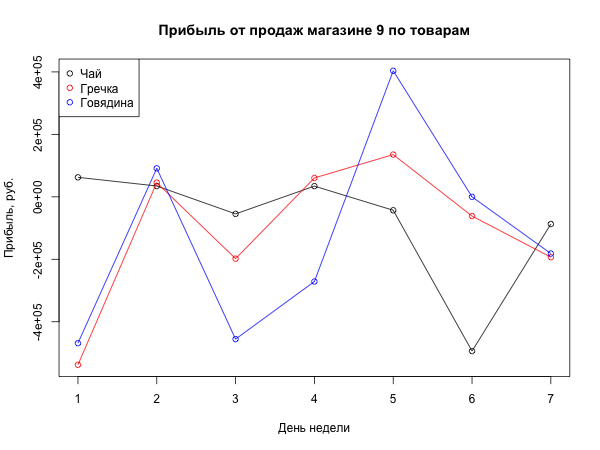 Прибыль от продаж магазине 9 по товарам
Чай
Гречка
Говядина
Прибыль, руб.
4e+05
2e+05
0e+00
-2e+05
-4e+05
1 2 3 4 5 6 7
День недели